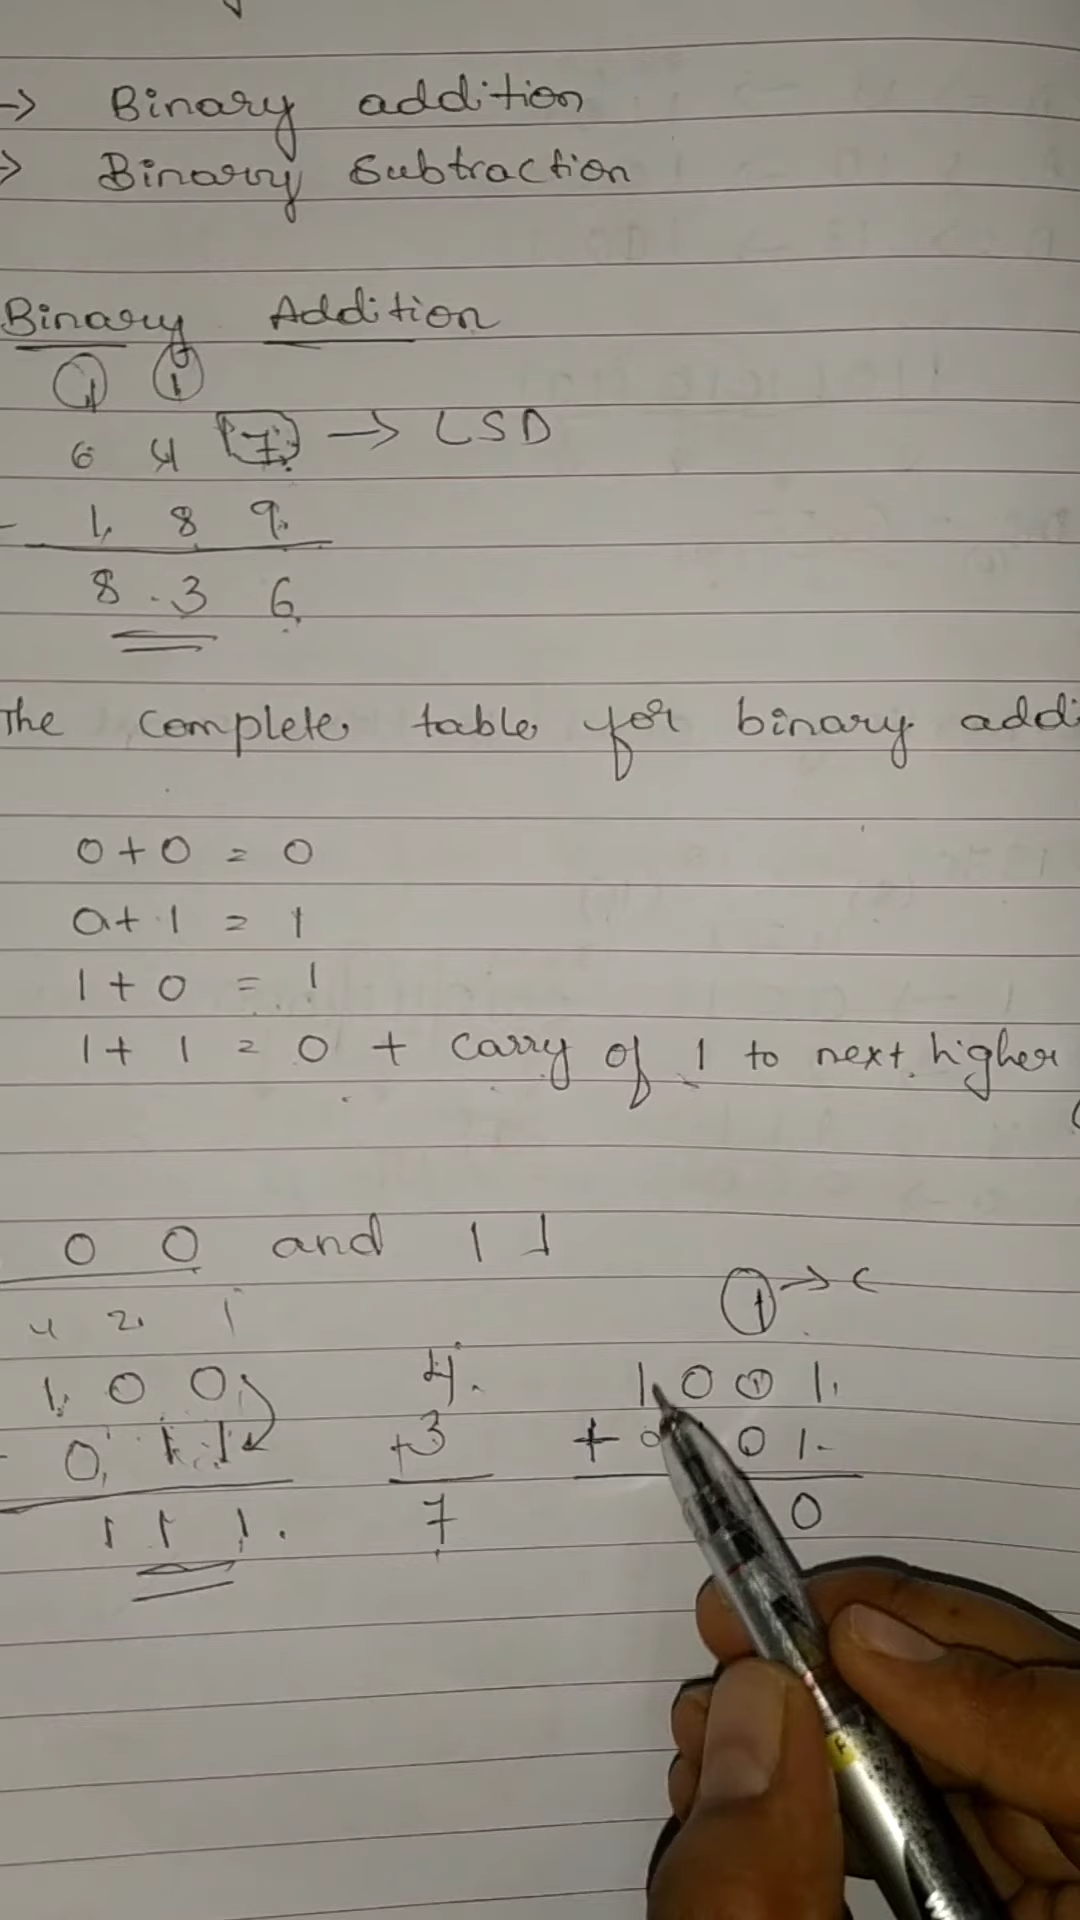 → Binary addition
→ Binary Subtraction
Binary Addition
1 1
6 4 7 → LSD
- 1 8 9
8 3 6
The complete table for binary addi
0+0 = 0
0+1 = 1
1+0 = 1
1+1 = 0 + carry of 1 to next higher
0 0 and 1 1
4 2 1
1 → C
1 0 0
4
1 0 0 1
- 0 1 1
+3
+ 0 0 1
1 1 1
7
0